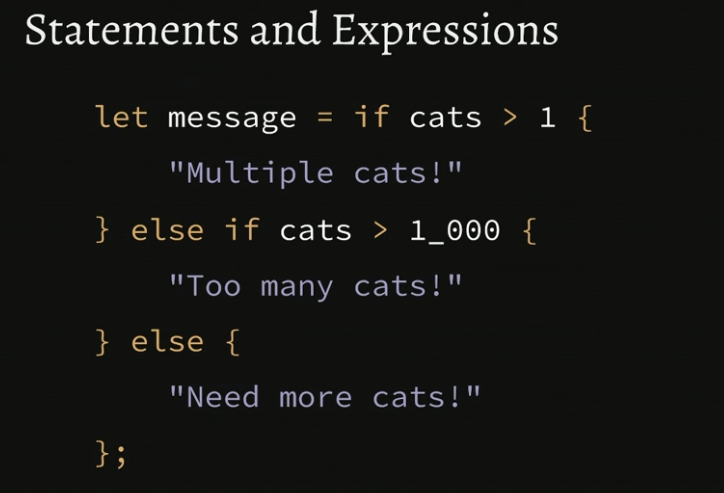 Statements and Expressions
let message = if cats > 1 {
    "Multiple cats!"
} else if cats > 1_000 {
    "Too many cats!"
} else {
    "Need more cats!"
};